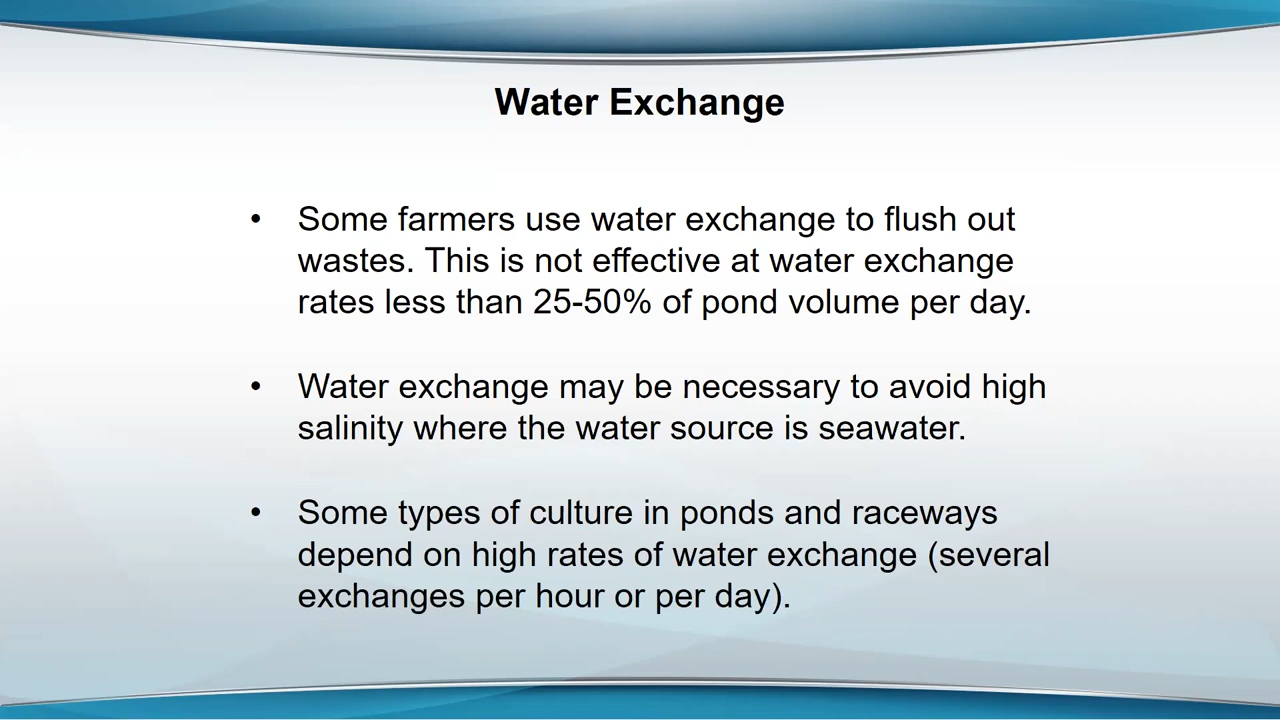 Water Exchange
• Some farmers use water exchange to flush out
wastes. This is not effective at water exchange
rates less than 25-50% of pond volume per day.
• Water exchange may be necessary to avoid high
salinity where the water source is seawater.
• Some types of culture in ponds and raceways
depend on high rates of water exchange (several
exchanges per hour or per day).